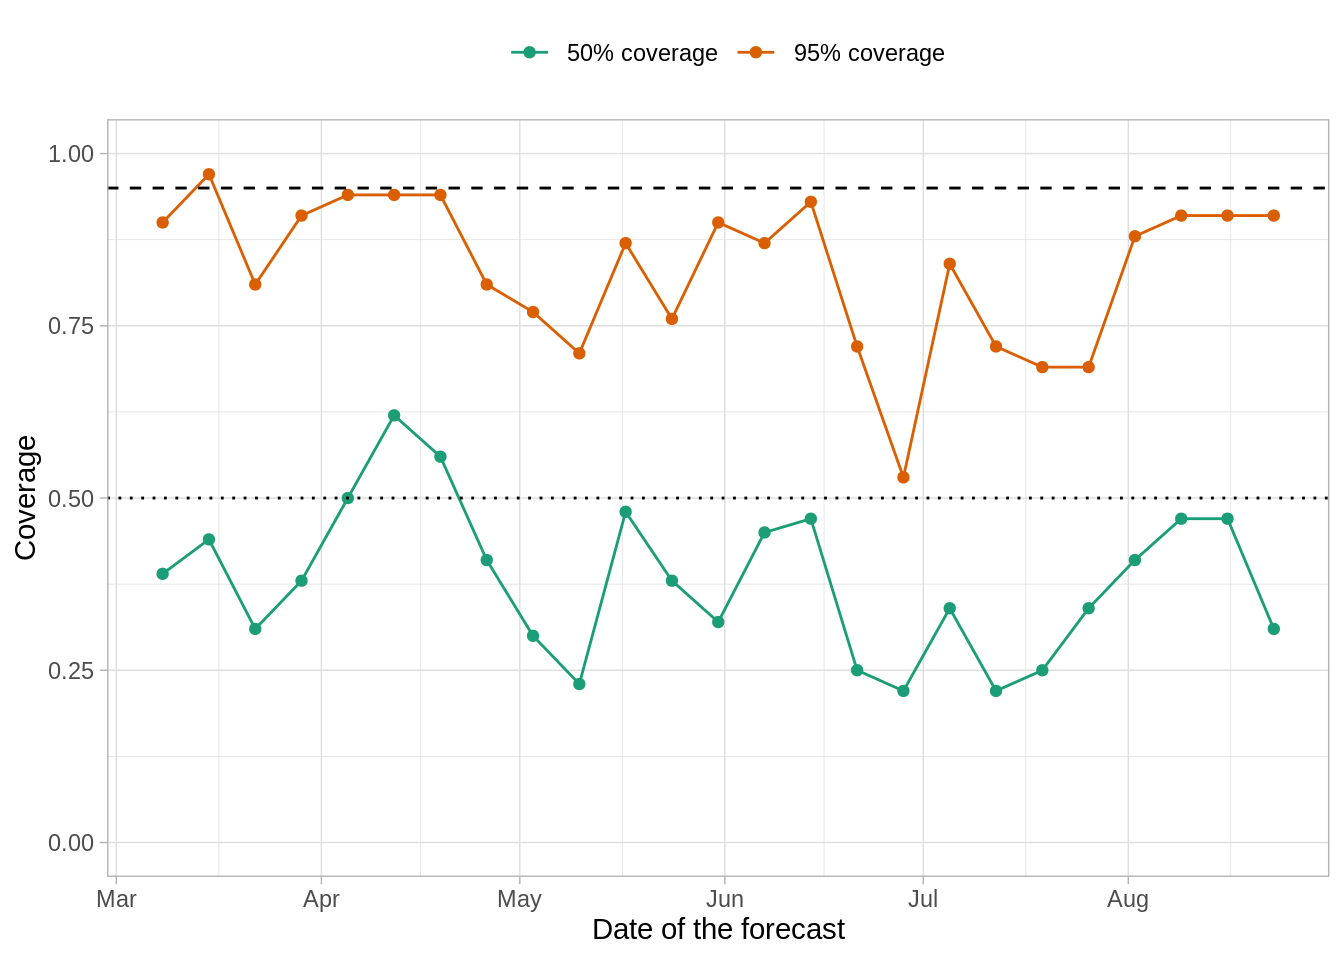 50% coverage 95% coverage
1.00
0.75
0.50
0.25
0.00
Coverage
Mar Apr May Jun Jul Aug
Date of the forecast